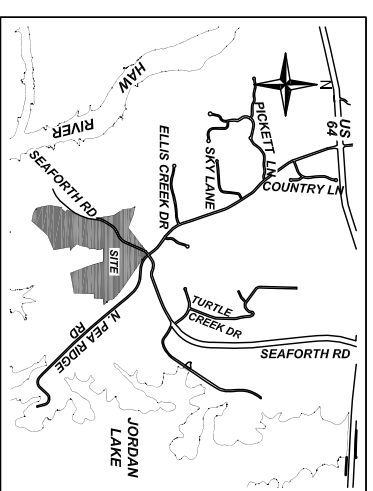 US
64
N
HAW
RIVER
PICKETT LN
COUNTRY LN
SKY LANE
ELLIS CREEK DR
SEAFORTH RD
SITE
TURTLE
CREEK DR
SEAFORTH RD
N. PEA RIDGE
RD
JORDAN
LAKE